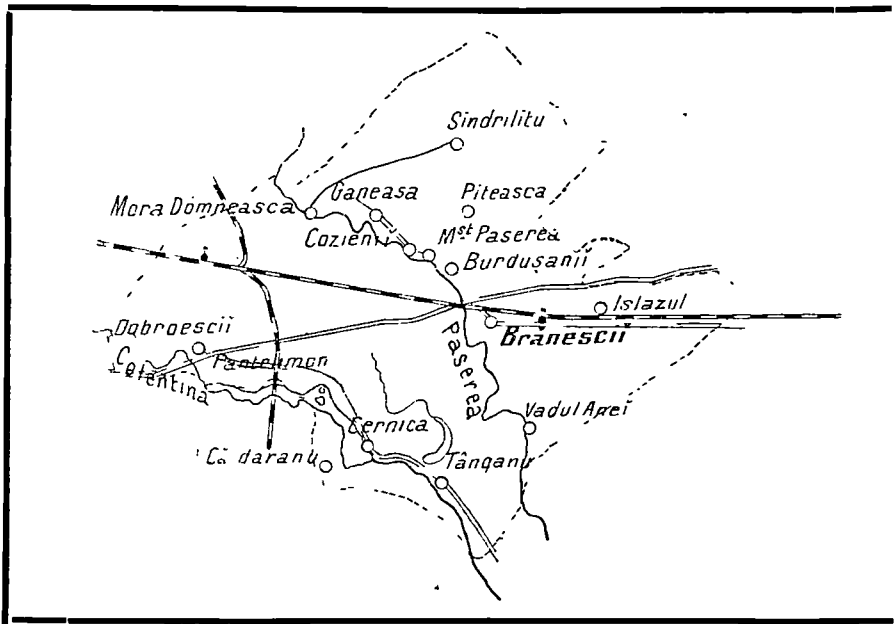 Sindrilitu
Ganeasa
Piteasca
Mora Domneasca
Cozienii
Mst Paserea
Burdusanii
Islazul
Branescii
Dobroescii
Pantelimon
Paserea
Colentina
Vadul Anei
Cernica
Căldaranu
Tânganu